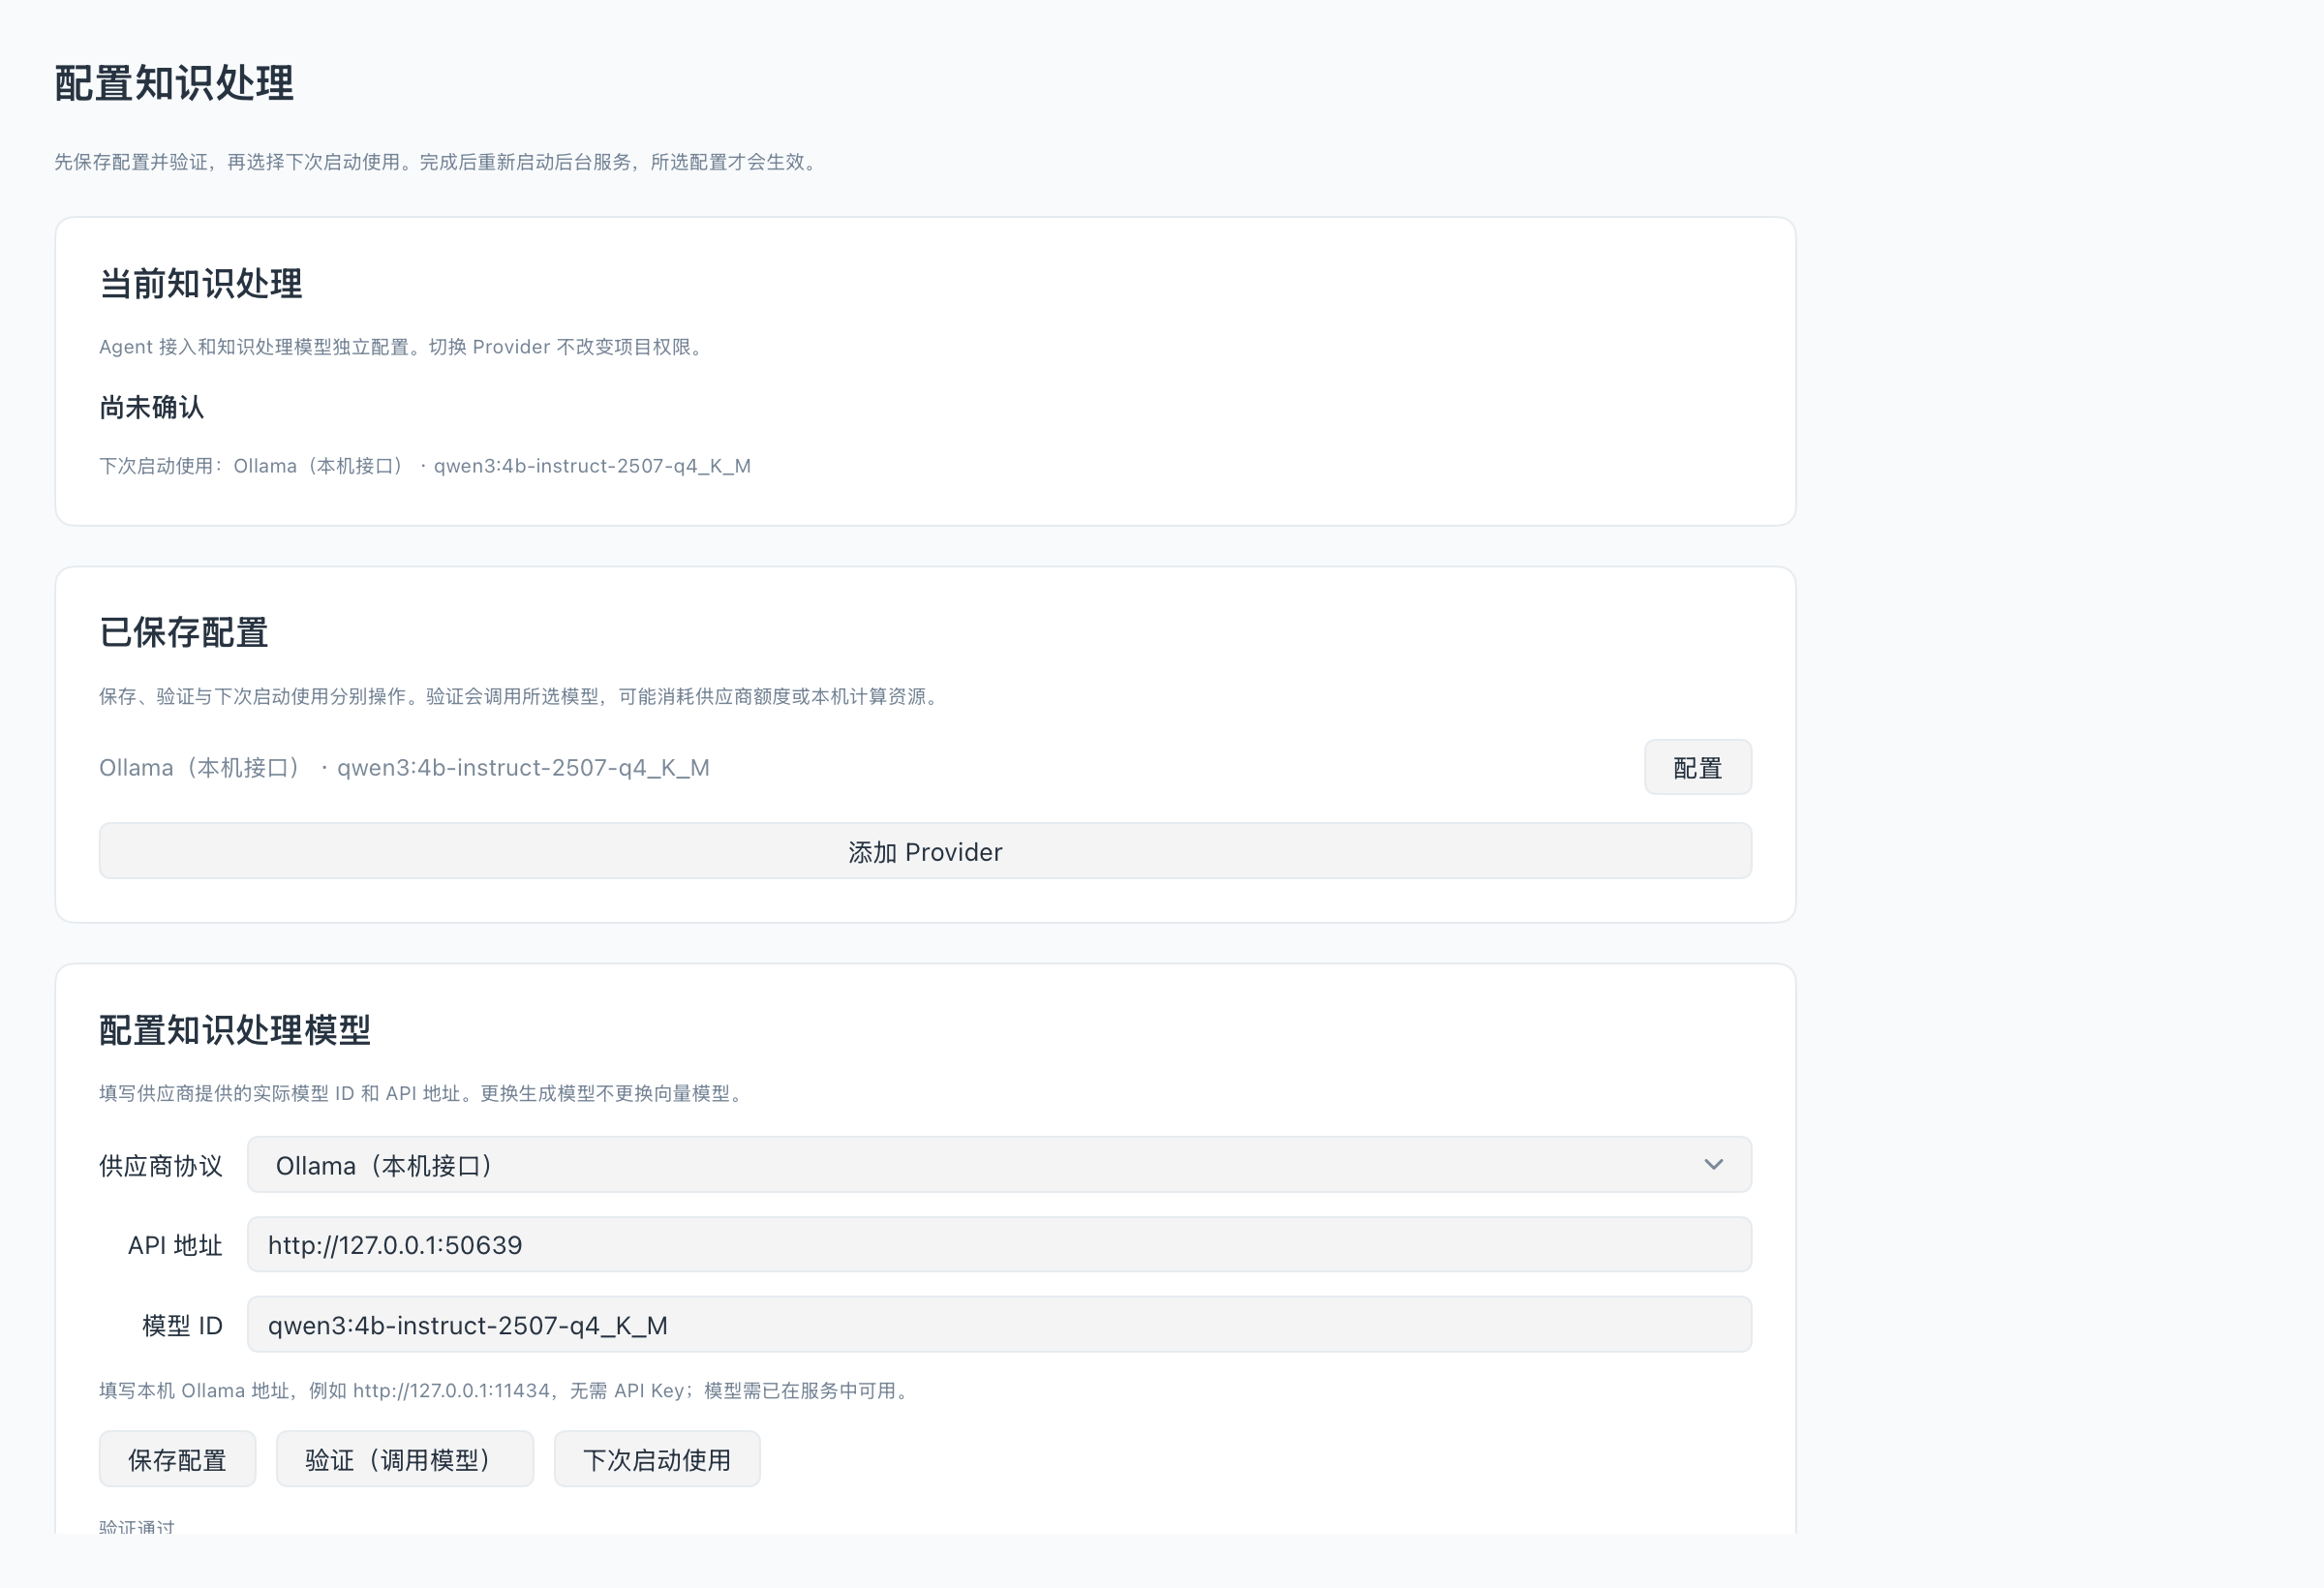 配置知识处理
先保存配置并验证，再选择下次启动使用。完成后重新启动后台服务，所选配置才会生效。
当前知识处理
Agent 接入和知识处理模型独立配置。切换 Provider 不改变项目权限。
尚未确认
下次启动使用：Ollama（本机接口） · qwen3:4b-instruct-2507-q4_K_M
已保存配置
保存、验证与下次启动使用分别操作。验证会调用所选模型，可能消耗供应商额度或本机计算资源。
Ollama（本机接口） · qwen3:4b-instruct-2507-q4_K_M
配置
添加 Provider
配置知识处理模型
填写供应商提供的实际模型 ID 和 API 地址。更换生成模型不更换向量模型。
供应商协议 Ollama（本机接口）
API 地址 http://127.0.0.1:50639
模型 ID qwen3:4b-instruct-2507-q4_K_M
填写本机 Ollama 地址，例如 http://127.0.0.1:11434，无需 API Key；模型需已在服务中可用。
保存配置 验证（调用模型） 下次启动使用
验证通过